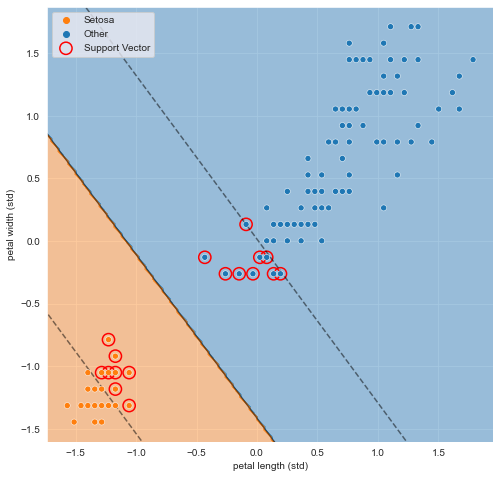 Setosa
Other
Support Vector
1.5
1.0
0.5
0.0
−0.5
−1.0
−1.5
petal width (std)
−1.5 −1.0 −0.5 0.0 0.5 1.0 1.5
petal length (std)